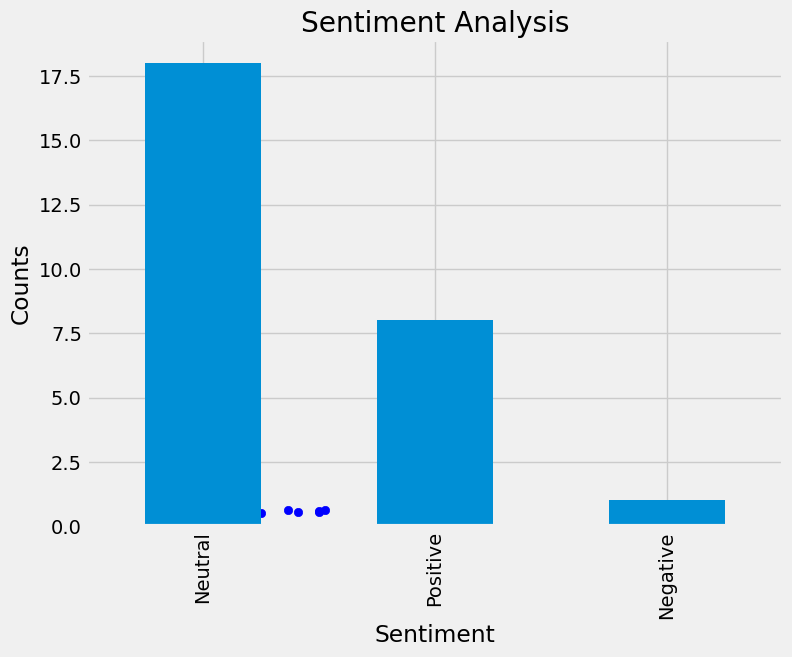 Sentiment Analysis
Counts
17.5
15.0
12.5
10.0
7.5
5.0
2.5
0.0
Neutral
Positive
Negative
Sentiment